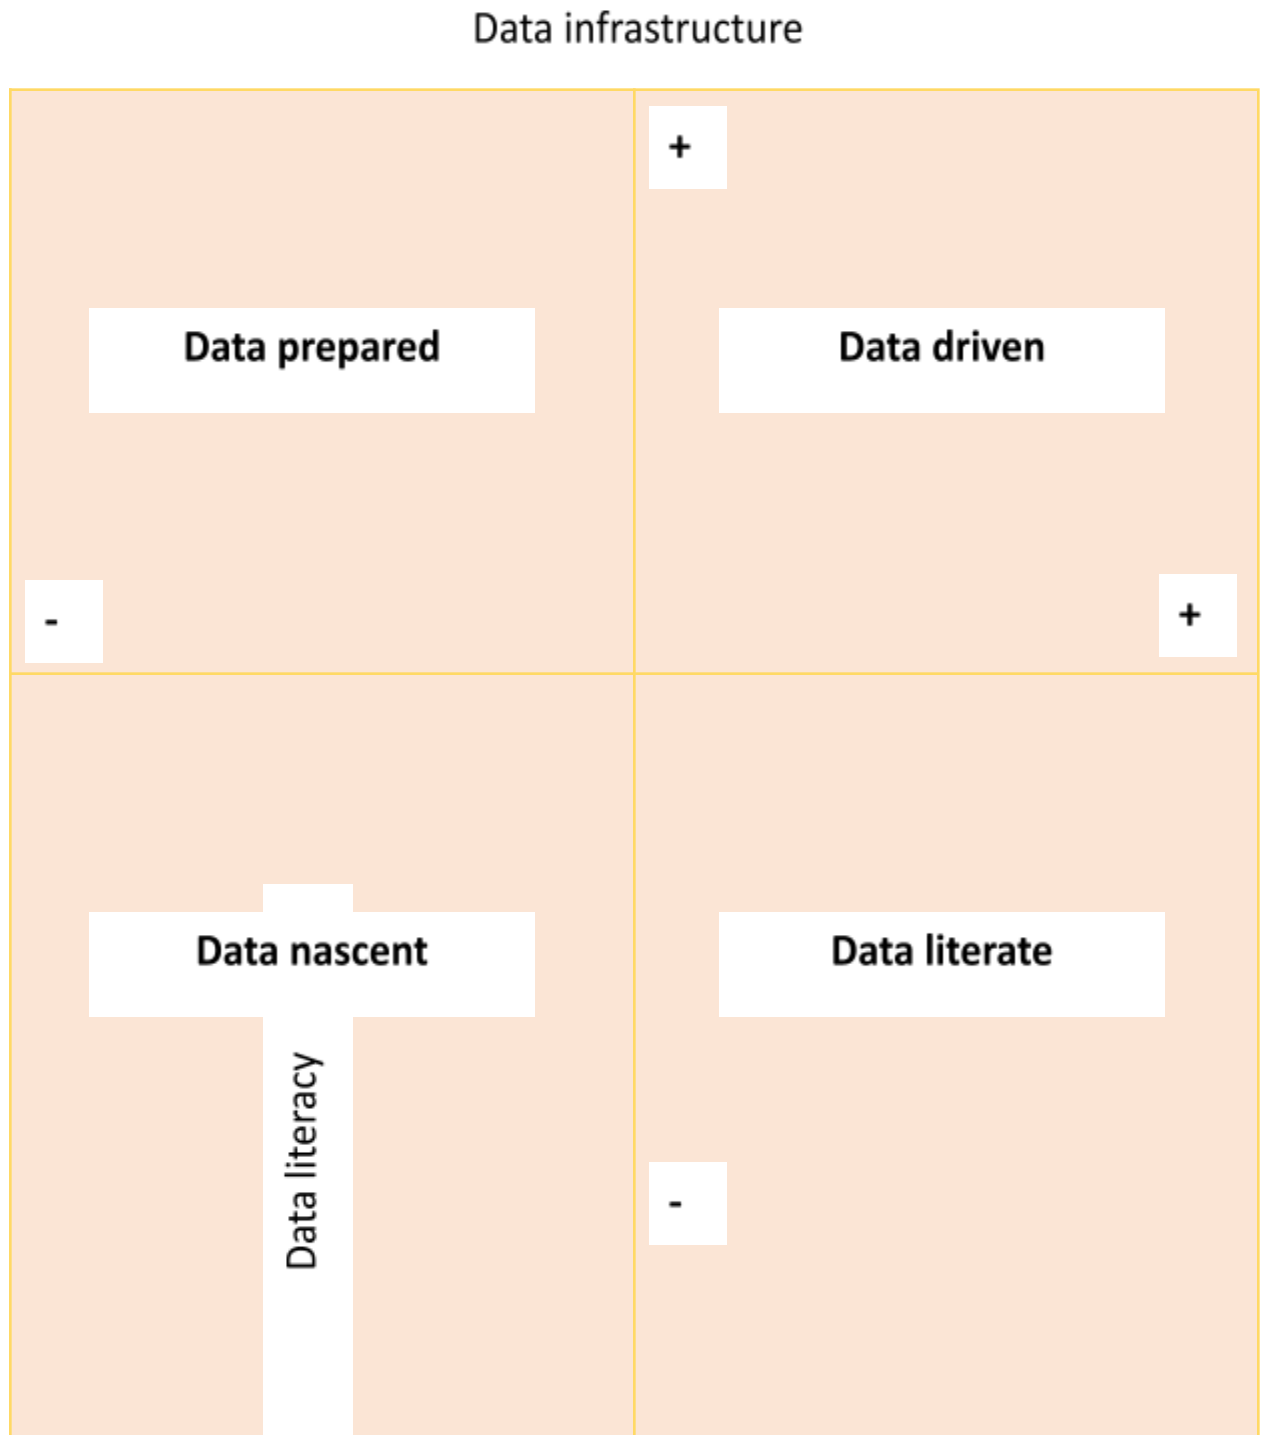 Data infrastructure
+
Data prepared
Data driven
-
+
Data nascent
Data literate
Data literacy
-